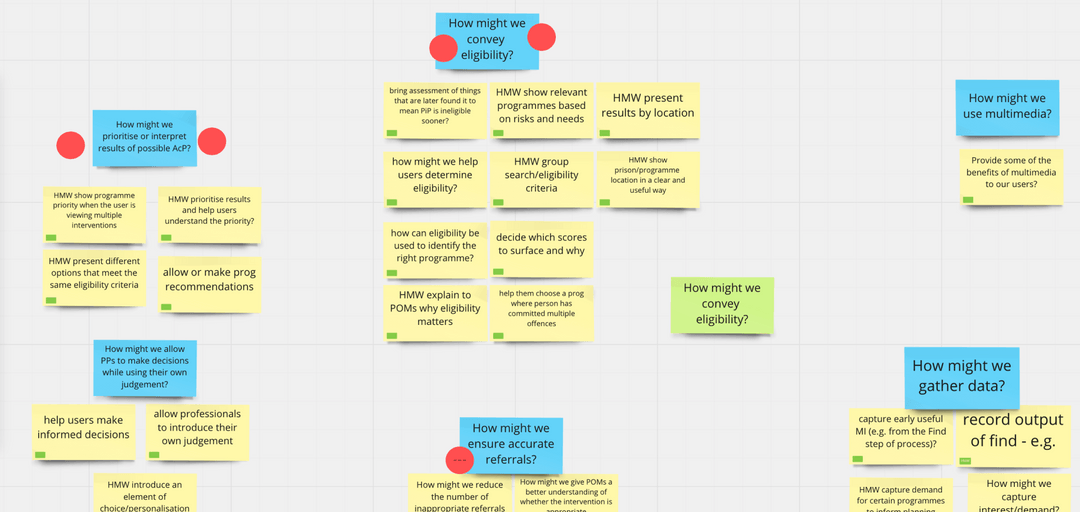 How might we
convey
eligibility?
bring assessment of things
that are later found it to
mean PiP is ineligible
sooner?
HMW show relevant
programmes based
on risks and needs
HMW present
results by location
how might we help
users determine
eligibility?
HMW group
search/eligibility
criteria
HMW show
prison/programme
location in a clear and
useful way
how can eligibility be
used to identify the
right programme?
decide which scores
to surface and why
HMW explain to
POMs why eligibility
matters
help them choose a prog
where person has
committed multiple
offences
How might we
convey
eligibility?
How might we
prioritise or interpret
results of possible AcP?
HMW show programme
priority when the user is
viewing multiple
interventions
HMW prioritise results
and help users
understand the priority?
HMW present different
options that meet the
same eligibility criteria
allow or make prog
recommendations
How might we allow
PPs to make decisions
while using their own
judgement?
help users make
informed decisions
allow professionals
to introduce their
own judgement
HMW introduce an
element of
choice/personalisation
How might we
ensure accurate
referrals?
How might we reduce
the number of
inappropriate referrals
How might we give POMs a
better understanding of
whether the intervention is
appropriate
How might we
use multimedia?
Provide some of the
benefits of multimedia
to our users?
How might we
gather data?
capture early useful
MI (e.g. from the Find
step of process)?
record output
of find - e.g.
HMW capture demand
for certain programmes
to inform planning
How might we
capture
interest/demand?